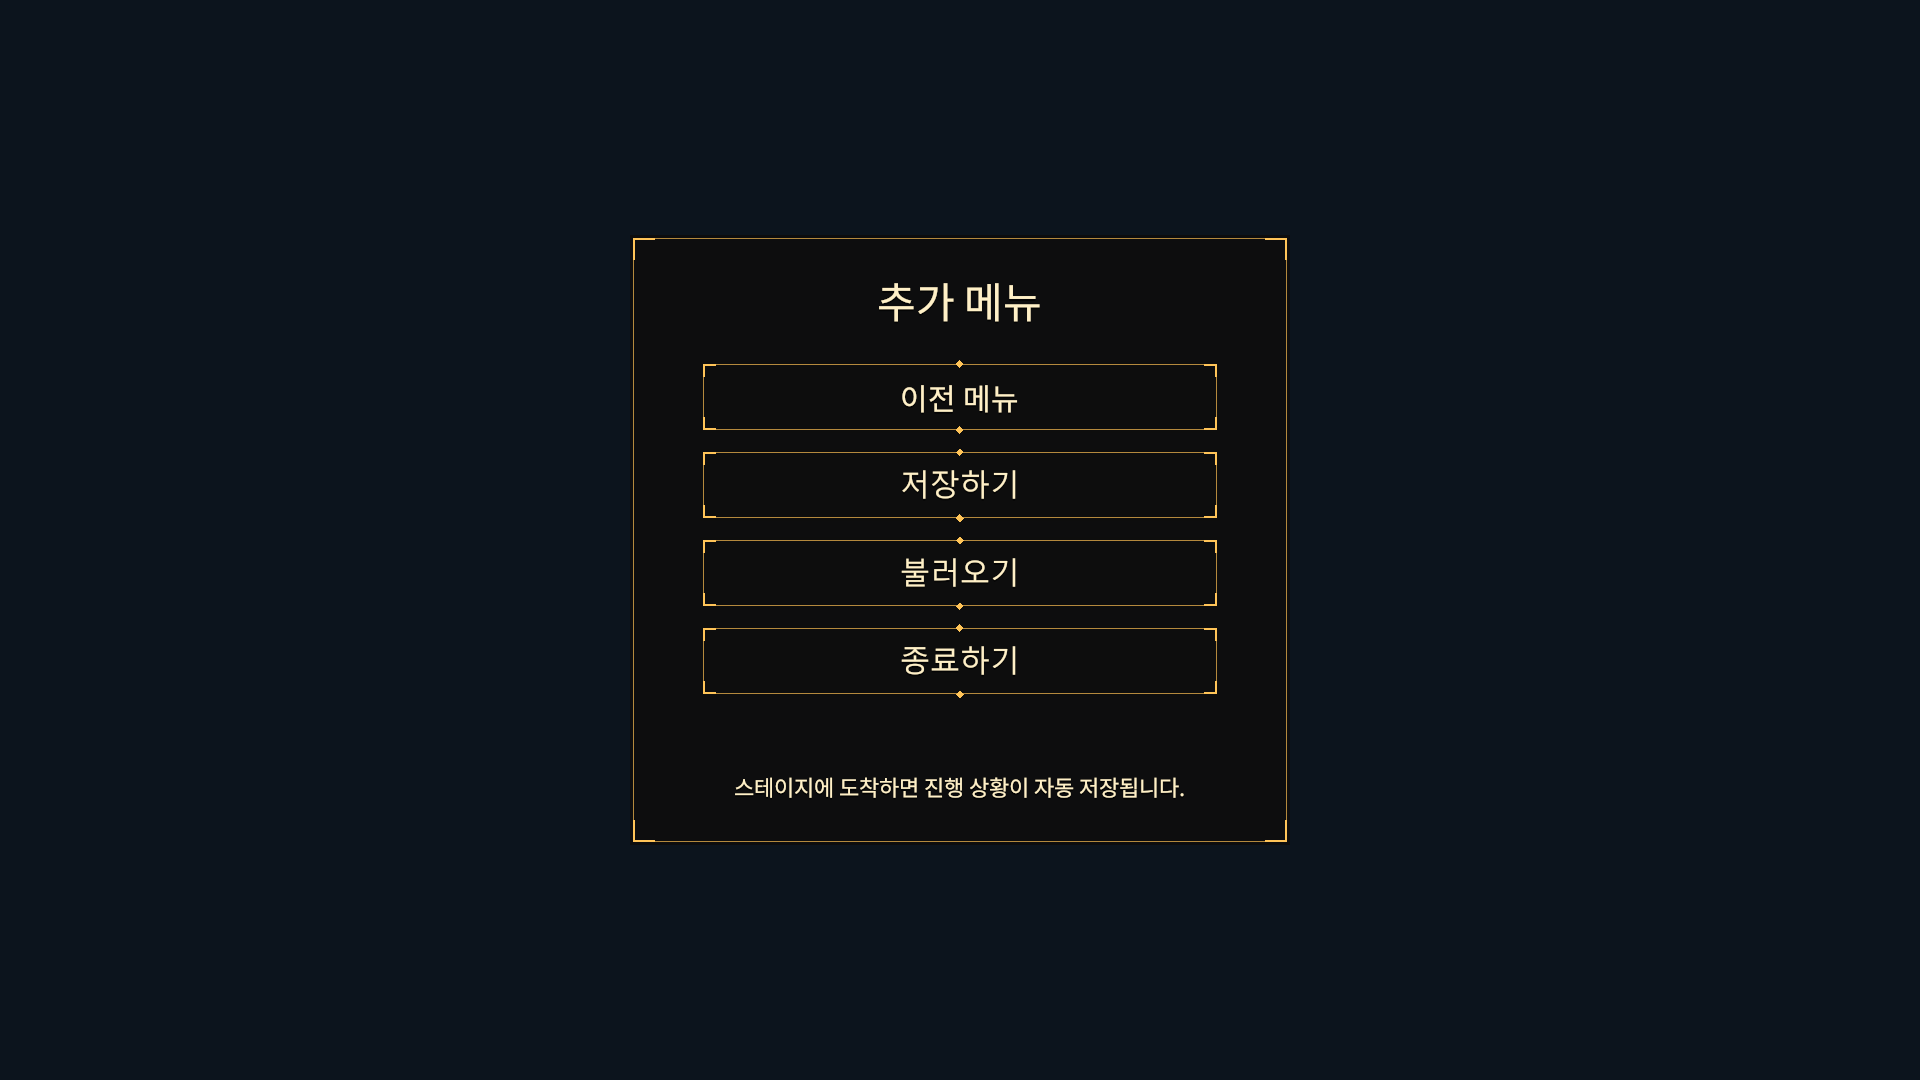 추가 메뉴
이전 메뉴
저장하기
불러오기
종료하기
스테이지에 도착하면 진행 상황이 자동 저장됩니다.